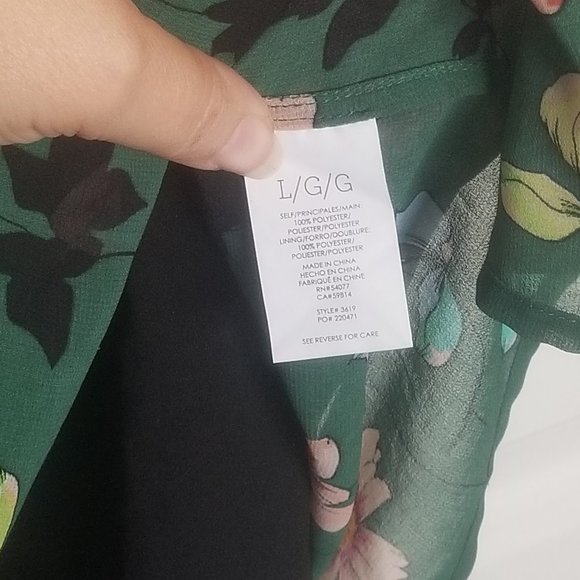 L/G/G
SELF/PRINCIPALES/MAIN:
100% POLYESTER/
POLIESTER/POLYESTER
LINING/FORRO/DOUBLURE:
100% POLYESTER/
POLIESTER/POLYESTER
MADE IN CHINA
HECHO EN CHINA
FABRIQUÉ EN CHINE
RN#54077
CA#59814
STYLE# 3619
PO# 220471
SEE REVERSE FOR CARE